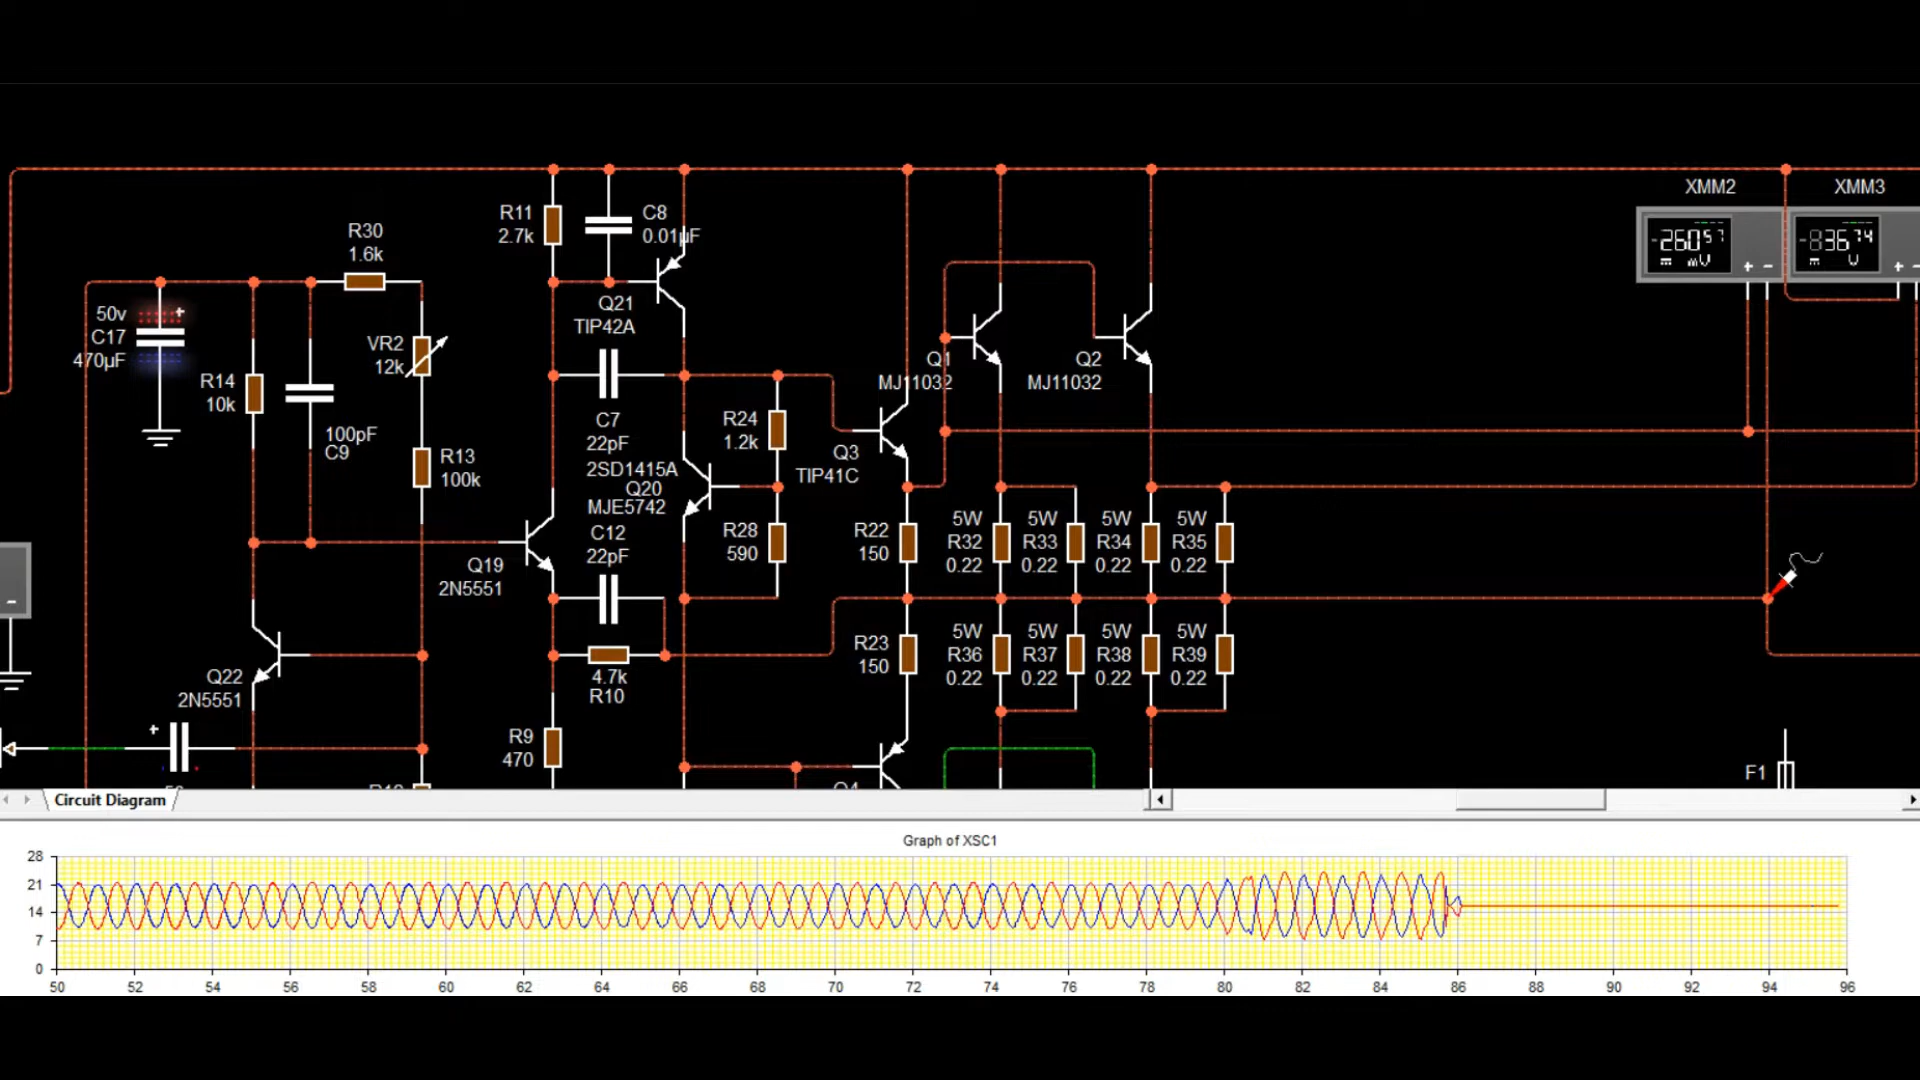 XMM2
XMM3
-260.57
mV
-836.74
V
+ -
+ -
R11
2.7k
C8
0.01µF
R30
1.6k
Q21
TIP42A
50v
C17
470µF
+
VR2
12k
R14
10k
100pF
C9
R13
100k
C7
22pF
2SD1415A
Q20
MJE5742
C12
22pF
R24
1.2k
R28
590
Q3
TIP41C
Q1
MJ11032
Q2
MJ11032
Q19
2N5551
R22
150
5W
R32
0.22
5W
R33
0.22
5W
R34
0.22
5W
R35
0.22
R23
150
5W
R36
0.22
5W
R37
0.22
5W
R38
0.22
5W
R39
0.22
-
Q22
2N5551
+
4.7k
R10
R9
470
F1
Circuit Diagram
Graph of XSC1
28
21
14
7
0
50 52 54 56 58 60 62 64 66 68 70 72 74 76 78 80 82 84 86 88 90 92 94 96